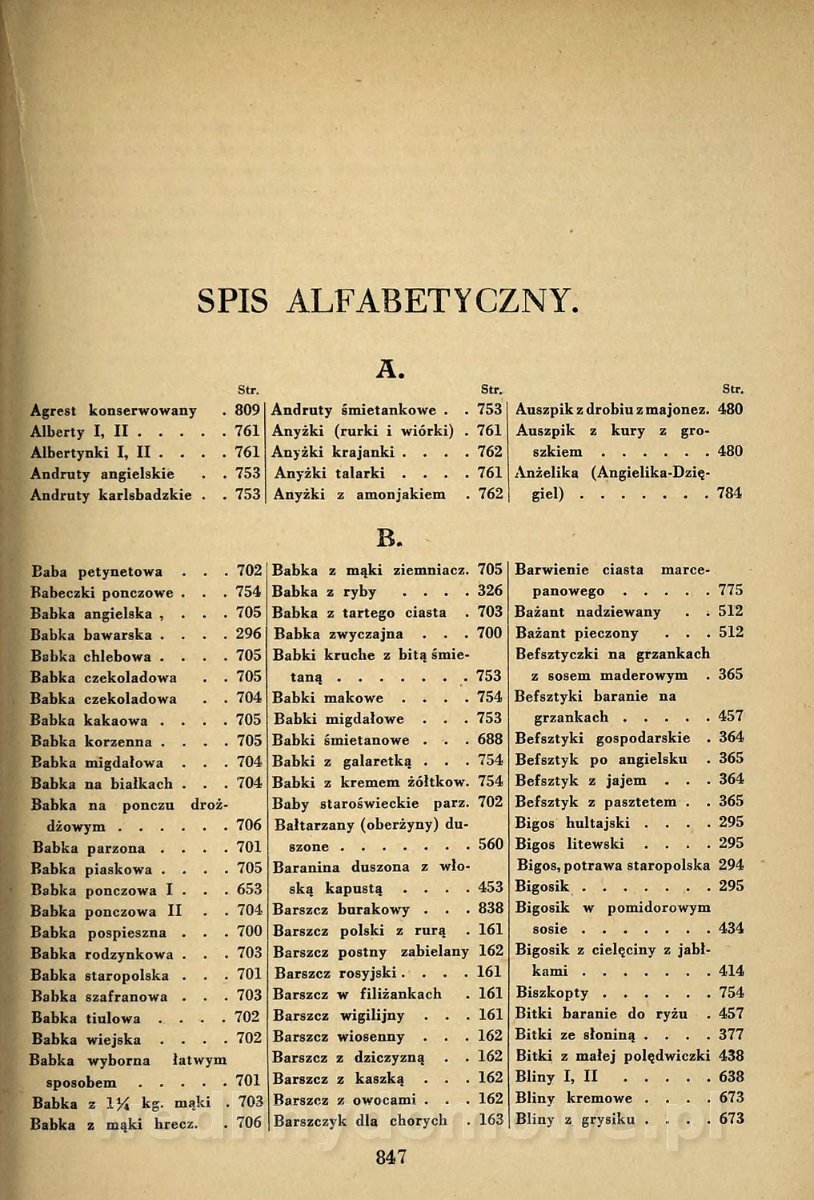 SPIS ALFABETYCZNY.
A.
Str.
Agrest konserwowany . 809
Alberty I, II . . . . . 761
Albertynki I, II . . . . 761
Andruty angielskie . . 753
Andruty karlsbadzkie . . 753
Str.
Andruty śmietankowe . . 753
Anyżki (rurki i wiórki) . 761
Anyżki krajanki . . . . 762
Anyżki talarki . . . . 761
Anyżki z amonjakiem . 762
Str.
Auszpik z drobiu z majonez. 480
Auszpik z kury z gro-
szkiem . . . . . . 480
Anżelika (Angielika-Dzię-
giel) . . . . . . . 784
B.
Baba petynetowa . . . 702
Babeczki ponczowe . . . 754
Babka angielska , . . . 705
Babka bawarska . . . . 296
Babka chlebowa . . . . 705
Babka czekoladowa . . 705
Babka czekoladowa . . 704
Babka kakaowa . . . . 705
Babka korzenna . . . . 705
Babka migdałowa . . . 704
Babka na białkach . . . 704
Babka na ponczu droż-
dżowym . . . . . . 706
Babka parzona . . . . 701
Babka piaskowa . . . . 705
Babka ponczowa I . . . 653
Babka ponczowa II . . 704
Babka pospieszna . . . 700
Babka rodzynkowa . . . 703
Babka staropolska . . . 701
Babka szafranowa . . . 703
Babka tiulowa . . . . 702
Babka wiejska . . . . 702
Babka wyborna łatwym
sposobem . . . . . 701
Babka z 1¼ kg. mąki . 703
Babka z mąki hrecz. . 706
Babka z mąki ziemniacz. 705
Babka z ryby . . . . 326
Babka z tartego ciasta . 703
Babka zwyczajna . . . 700
Babki kruche z bitą śmie-
taną . . . . . . . 753
Babki makowe . . . . 754
Babki migdałowe . . . 753
Babki śmietanowe . . . 688
Babki z galaretką . . . 754
Babki z kremem żółtkow. 754
Baby staroświeckie parz. 702
Bałtarzany (oberżyny) du-
szone . . . . . . . 560
Baranina duszona z wło-
ską kapustą . . . . 453
Barszcz burakowy . . . 838
Barszcz polski z rurą . 161
Barszcz postny zabielany 162
Barszcz rosyjski . . . . 161
Barszcz w filiżankach . 161
Barszcz wigilijny . . . 161
Barszcz wiosenny . . . 162
Barszcz z dziczyzną . . 162
Barszcz z kaszką . . . 162
Barszcz z owocami . . . 162
Barszczyk dla chorych . 163
Barwienie ciasta marce-
panowego . . . . . 775
Bażant nadziewany . . 512
Bażant pieczony . . . 512
Befsztyczki na grzankach
z sosem maderowym . 365
Befsztyki baranie na
grzankach . . . . . 457
Befsztyki gospodarskie . 364
Befsztyk po angielsku . 365
Befsztyk z jajem . . . 364
Befsztyk z pasztetem . . 365
Bigos hultajski . . . . 295
Bigos litewski . . . . 295
Bigos, potrawa staropolska 294
Bigosik . . . . . . . 295
Bigosik w pomidorowym
sosie . . . . . . . 434
Bigosik z cielęciny z jabł-
kami . . . . . . . 414
Biszkopty . . . . . . 754
Bitki baranie do ryżu . 457
Bitki ze słoniną . . . . 377
Bitki z małej polędwiczki 438
Bliny I, II . . . . . 638
Bliny kremowe . . . . 673
Bliny z grysiku . . . . 673
847